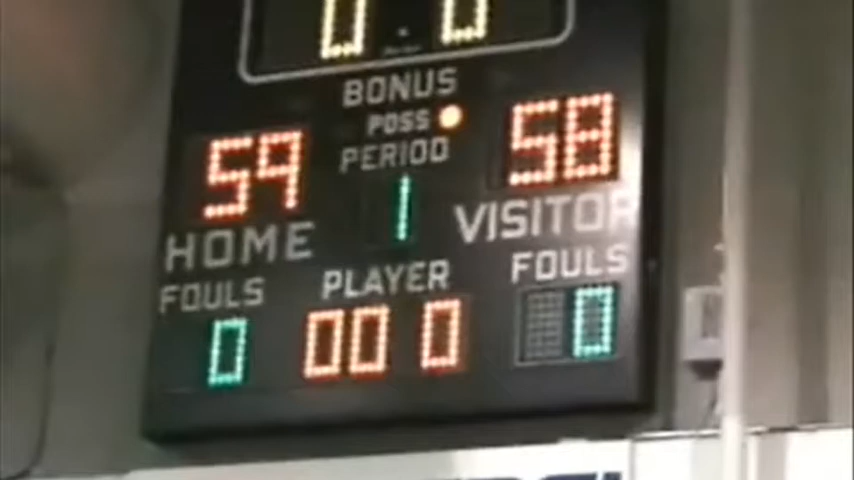 0 0
BONUS
POSS
PERIOD
59 1 58
HOME VISITOR
FOULS PLAYER FOULS
0 00 0 0